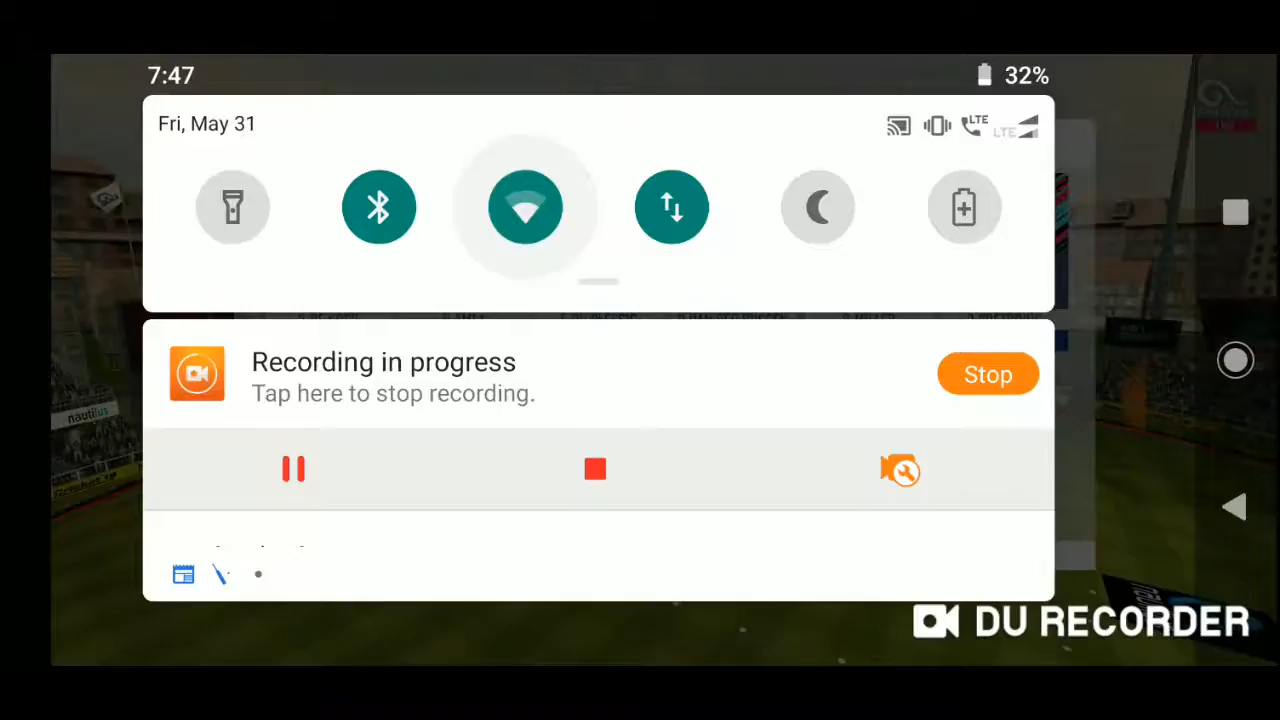 7:47
32%
Fri, May 31
LTE
LTE
Recording in progress
Tap here to stop recording.
Stop
nautilus
DU RECORDER